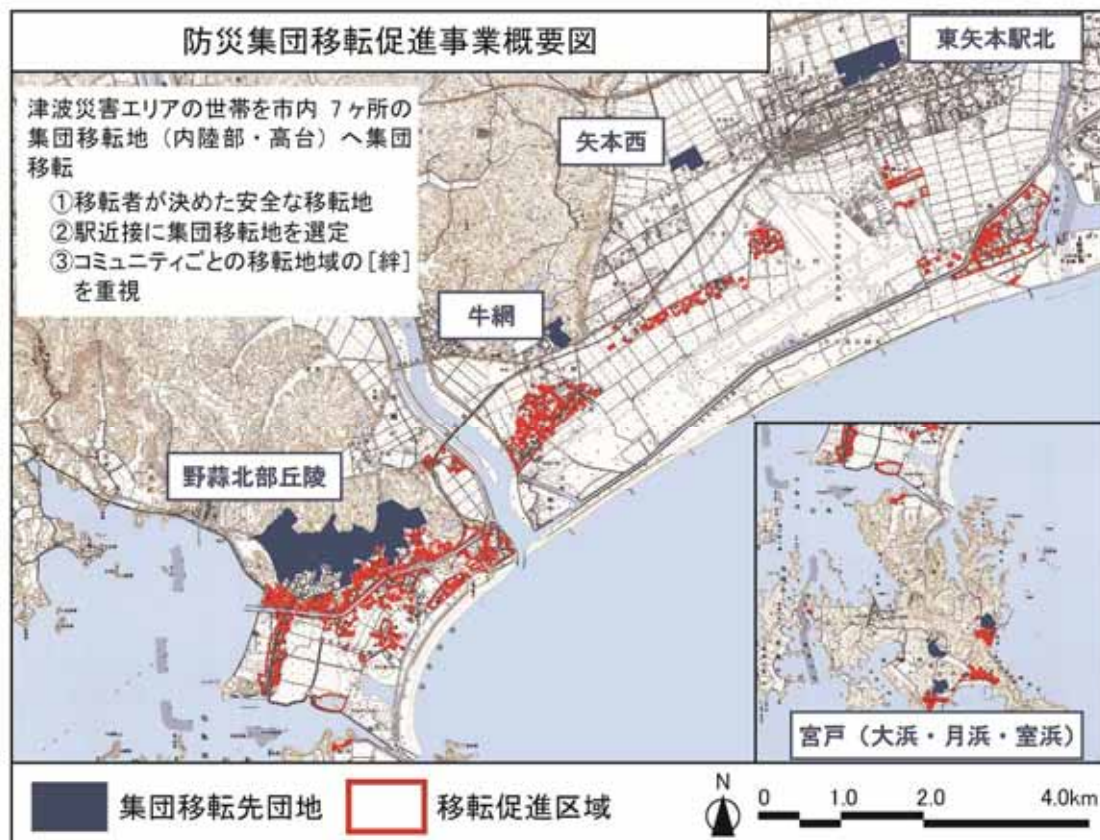 防災集団移転促進事業概要図
東矢本駅北
津波災害エリアの世帯を市内 7ヶ所の
集団移転地（内陸部・高台）へ集団
移転
①移転者が決めた安全な移転地
②駅近接に集団移転地を選定
③コミュニティごとの移転地域の［絆］
を重視
矢本西
牛網
野蒜北部丘陵
宮戸（大浜・月浜・室浜）
集団移転先団地
移転促進区域
N
0 1.0 2.0 4.0km